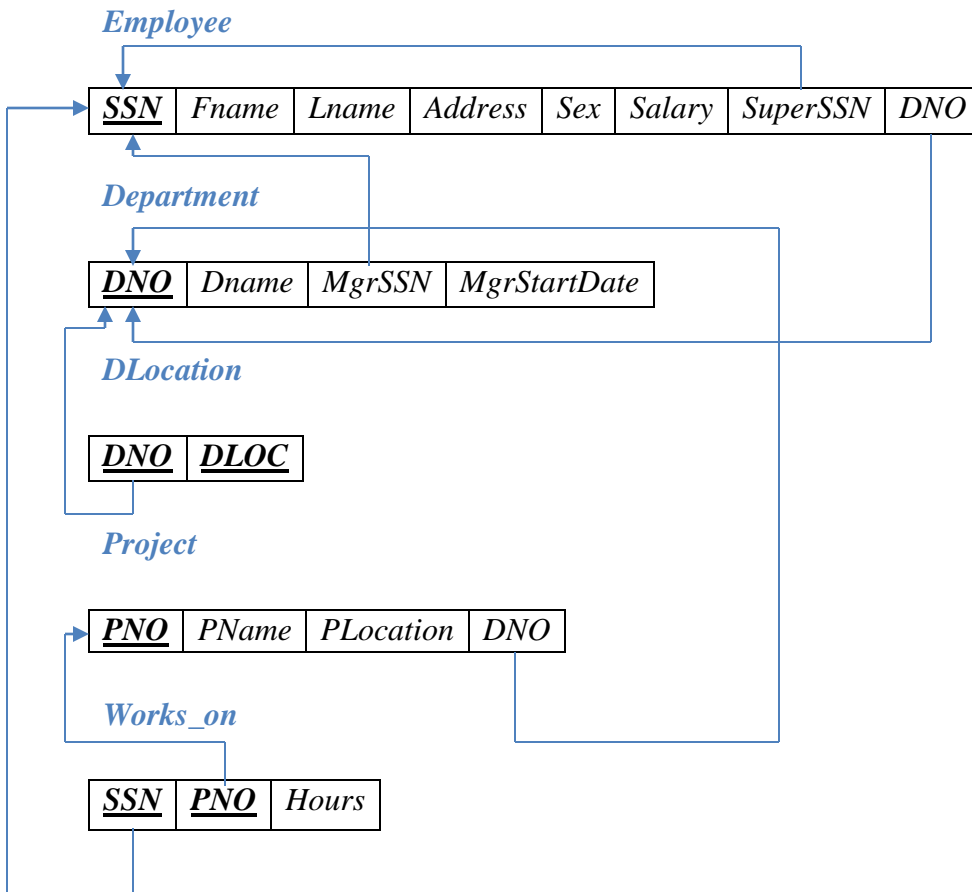 Employee
SSN Fname Lname Address Sex Salary SuperSSN DNO
Department
DNO Dname MgrSSN MgrStartDate
DLocation
DNO DLOC
Project
PNO PName PLocation DNO
Works_on
SSN PNO Hours